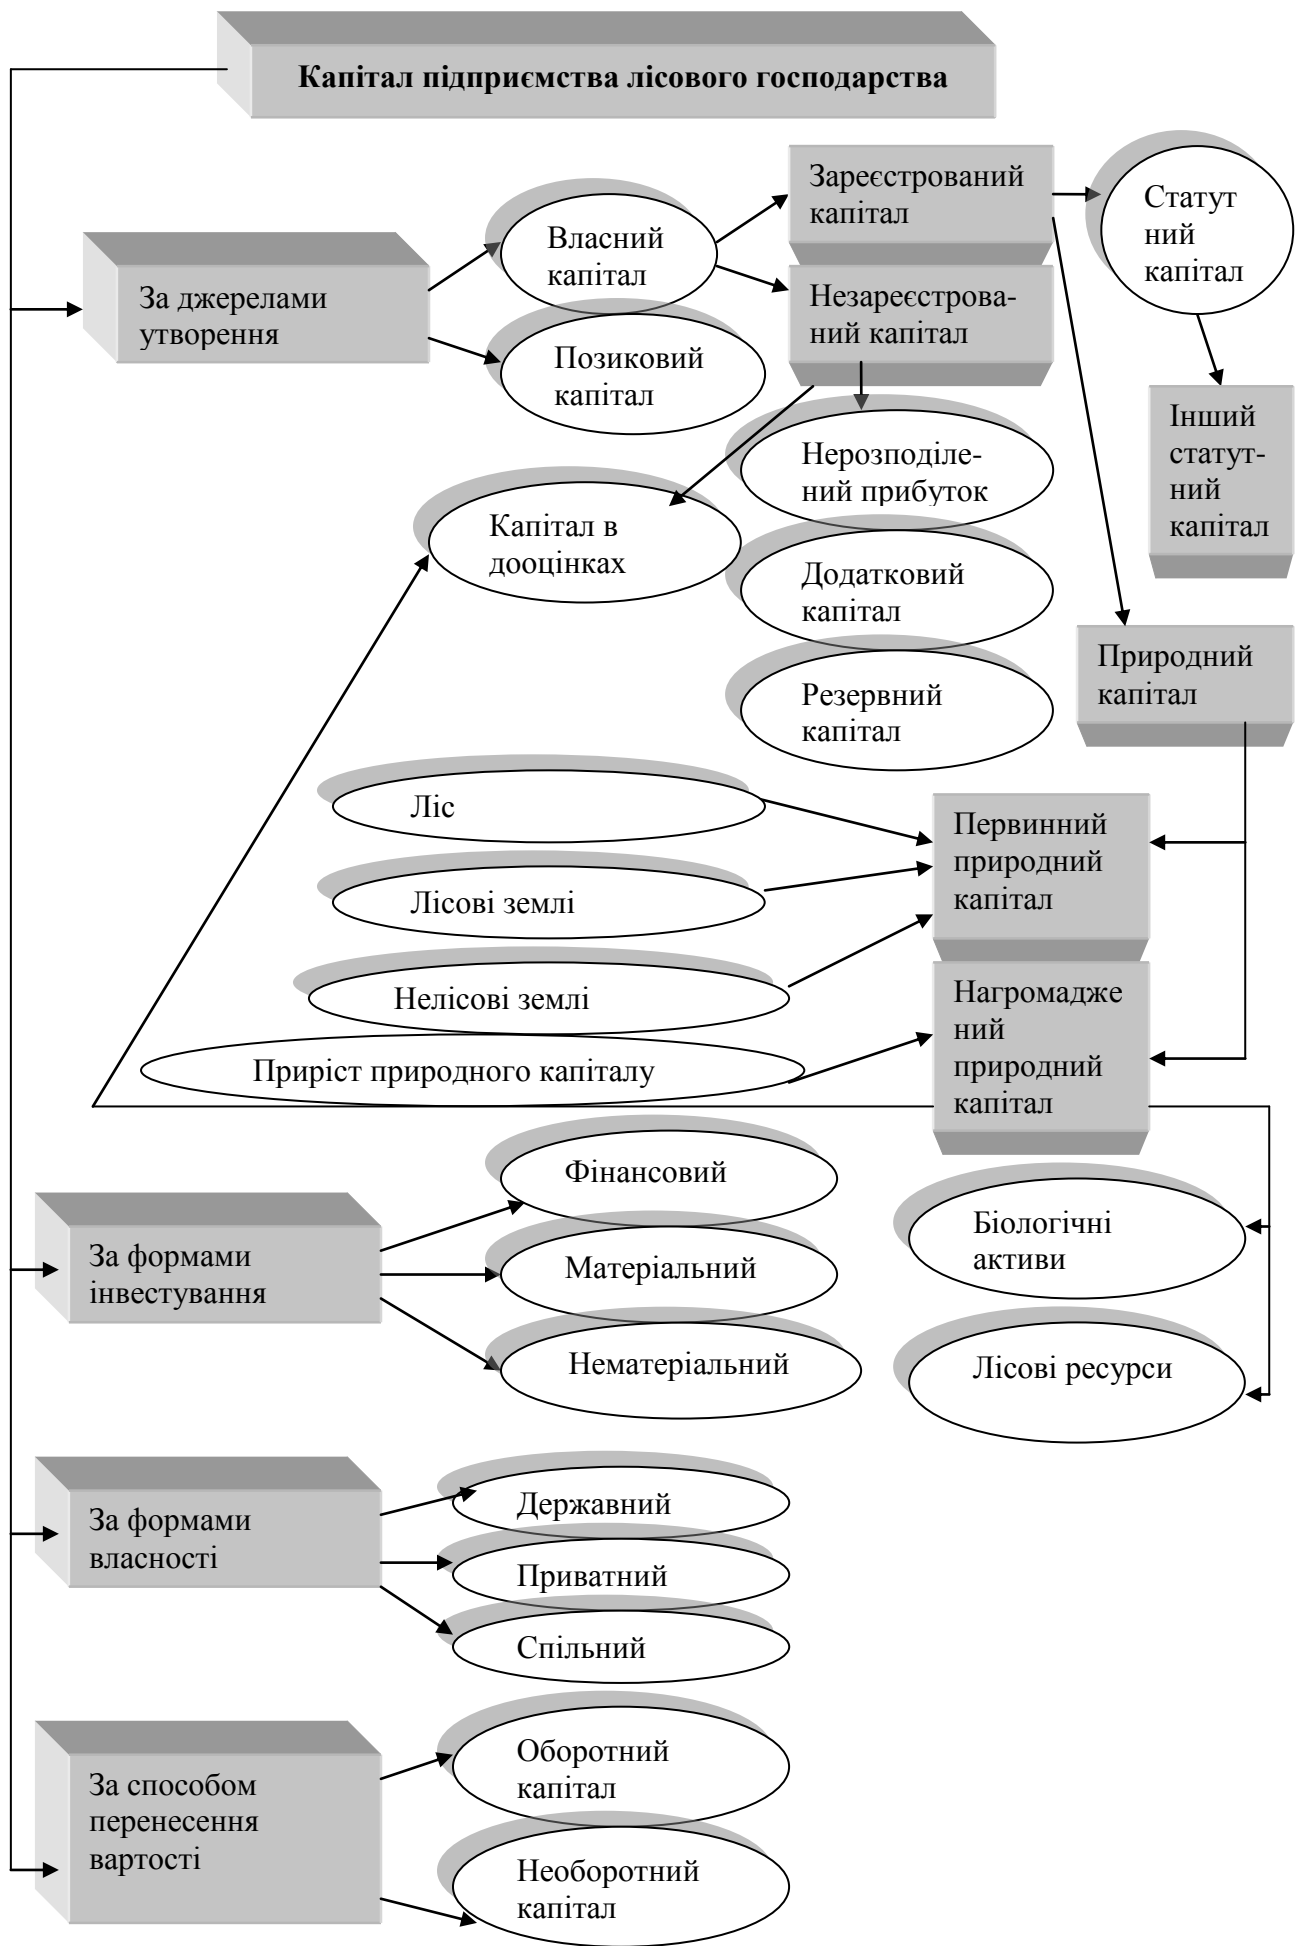 Капітал підприємства лісового господарства
Зареєстрований
капітал
Статут
ний
капітал
Власний
капітал
За джерелами
утворення
Незареєстрова-
ний капітал
Позиковий
капітал
Інший
статут-
ний
капітал
Нерозподіле-
ний прибуток
Капітал в
дооцінках
Додатковий
капітал
Природний
капітал
Резервний
капітал
Ліс
Первинний
природний
капітал
Лісові землі
Нелісові землі
Нагромадже
ний
природний
капітал
Приріст природного капіталу
Фінансовий
Біологічні
активи
За формами
інвестування
Матеріальний
Нематеріальний
Лісові ресурси
Державний
За формами
власності
Приватний
Спільний
Оборотний
капітал
За способом
перенесення
вартості
Необоротний
капітал